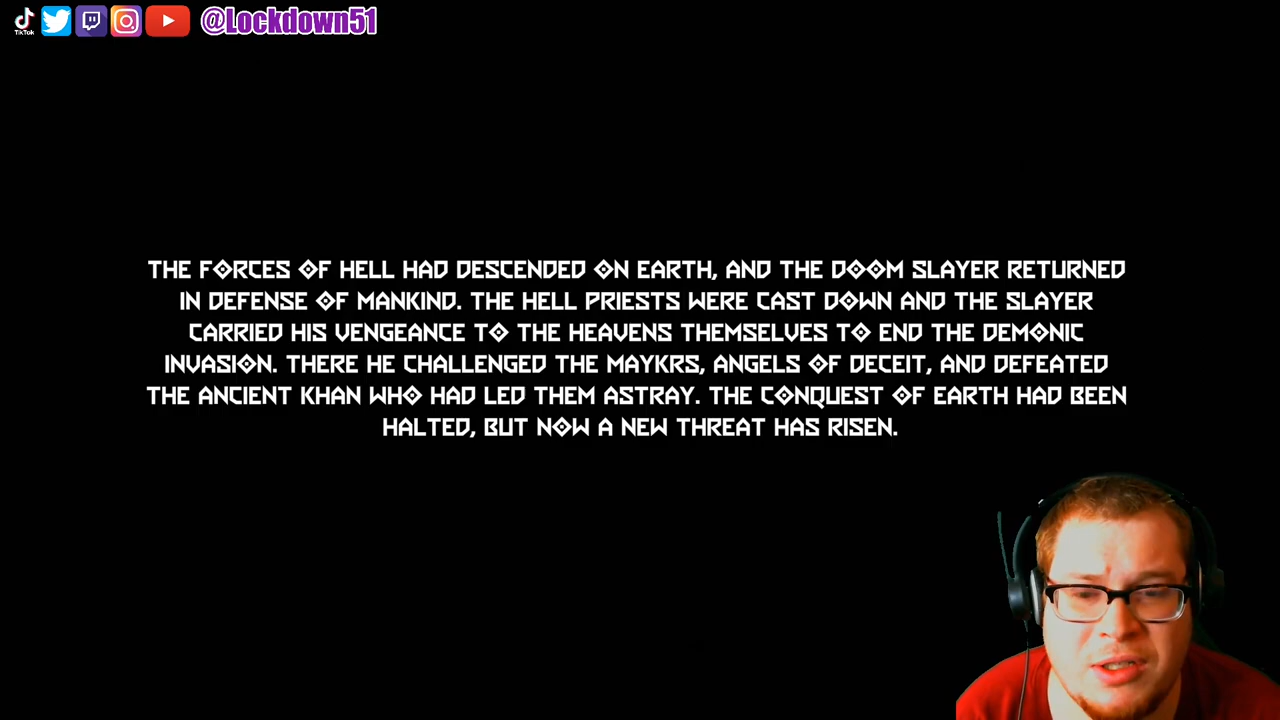 TikTok
@Lockdown51
THE FORCES OF HELL HAD DESCENDED ON EARTH, AND THE DOOM SLAYER RETURNED
IN DEFENSE OF MANKIND. THE HELL PRIESTS WERE CAST DOWN AND THE SLAYER
CARRIED HIS VENGEANCE TO THE HEAVENS THEMSELVES TO END THE DEMONIC
INVASION. THERE HE CHALLENGED THE MAYKRS, ANGELS OF DECEIT, AND DEFEATED
THE ANCIENT KHAN WHO HAD LED THEM ASTRAY. THE CONQUEST OF EARTH HAD BEEN
HALTED, BUT NOW A NEW THREAT HAS RISEN.